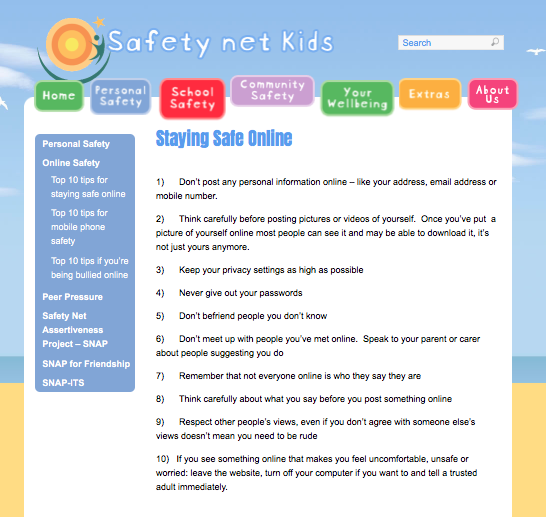 Safety net Kids
Search
Home
Personal
Safety
School
Safety
Community
Safety
Your
Wellbeing
Extras
About
Us
Personal Safety
Online Safety
Top 10 tips for
staying safe online
Top 10 tips for
mobile phone
safety
Top 10 tips if you're
being bullied online
Peer Pressure
Safety Net
Assertiveness
Project – SNAP
SNAP for Friendship
SNAP-ITS
Staying Safe Online
1) Don't post any personal information online – like your address, email address or
mobile number.
2) Think carefully before posting pictures or videos of yourself. Once you've put a
picture of yourself online most people can see it and may be able to download it, it's
not just yours anymore.
3) Keep your privacy settings as high as possible
4) Never give out your passwords
5) Don't befriend people you don't know
6) Don't meet up with people you've met online. Speak to your parent or carer
about people suggesting you do
7) Remember that not everyone online is who they say they are
8) Think carefully about what you say before you post something online
9) Respect other people's views, even if you don't agree with someone else's
views doesn't mean you need to be rude
10) If you see something online that makes you feel uncomfortable, unsafe or
worried: leave the website, turn off your computer if you want to and tell a trusted
adult immediately.